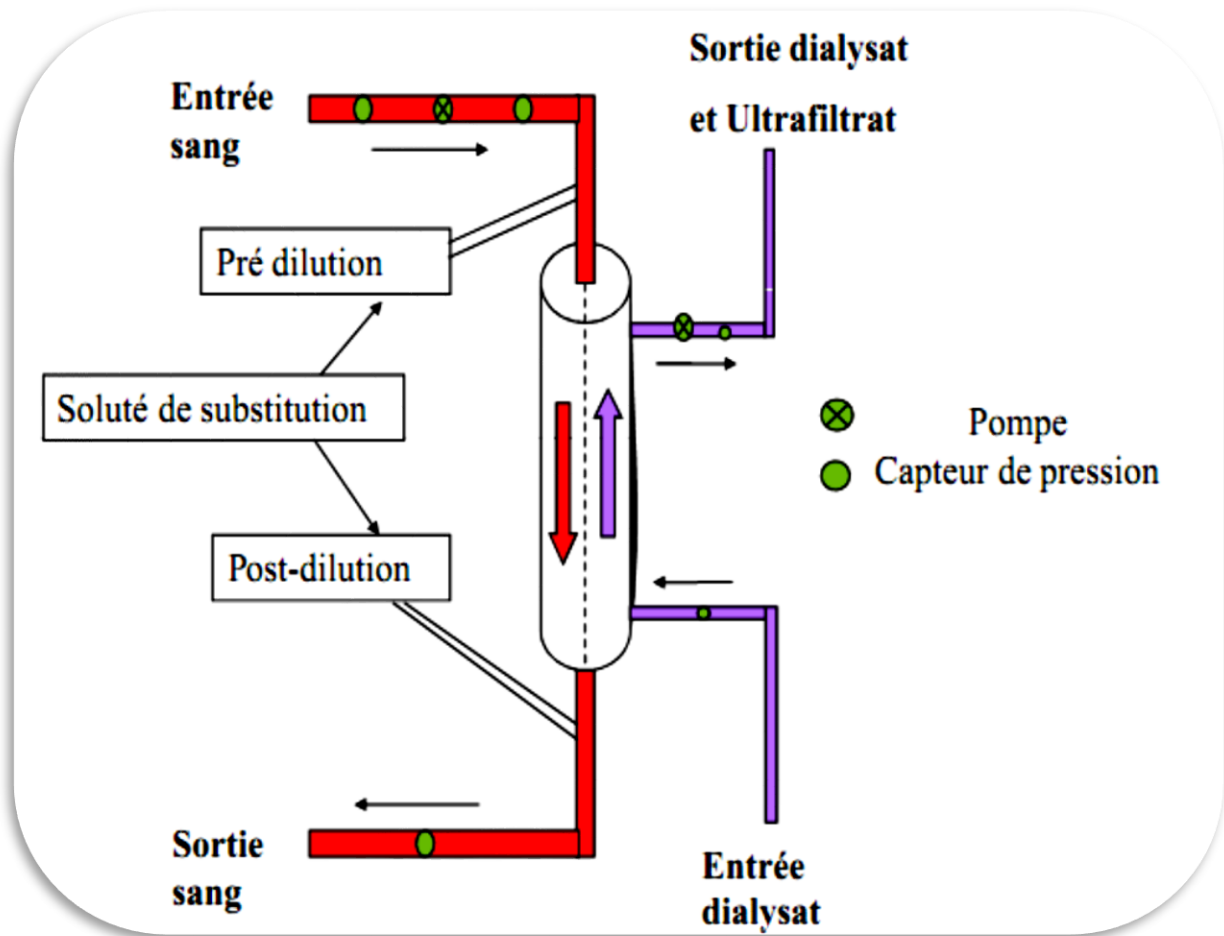 Entrée
sang
Sortie dialysat
et Ultrafiltrat
Pré dilution
Soluté de substitution
Pompe
Capteur de pression
Post-dilution
Sortie
sang
Entrée
dialysat